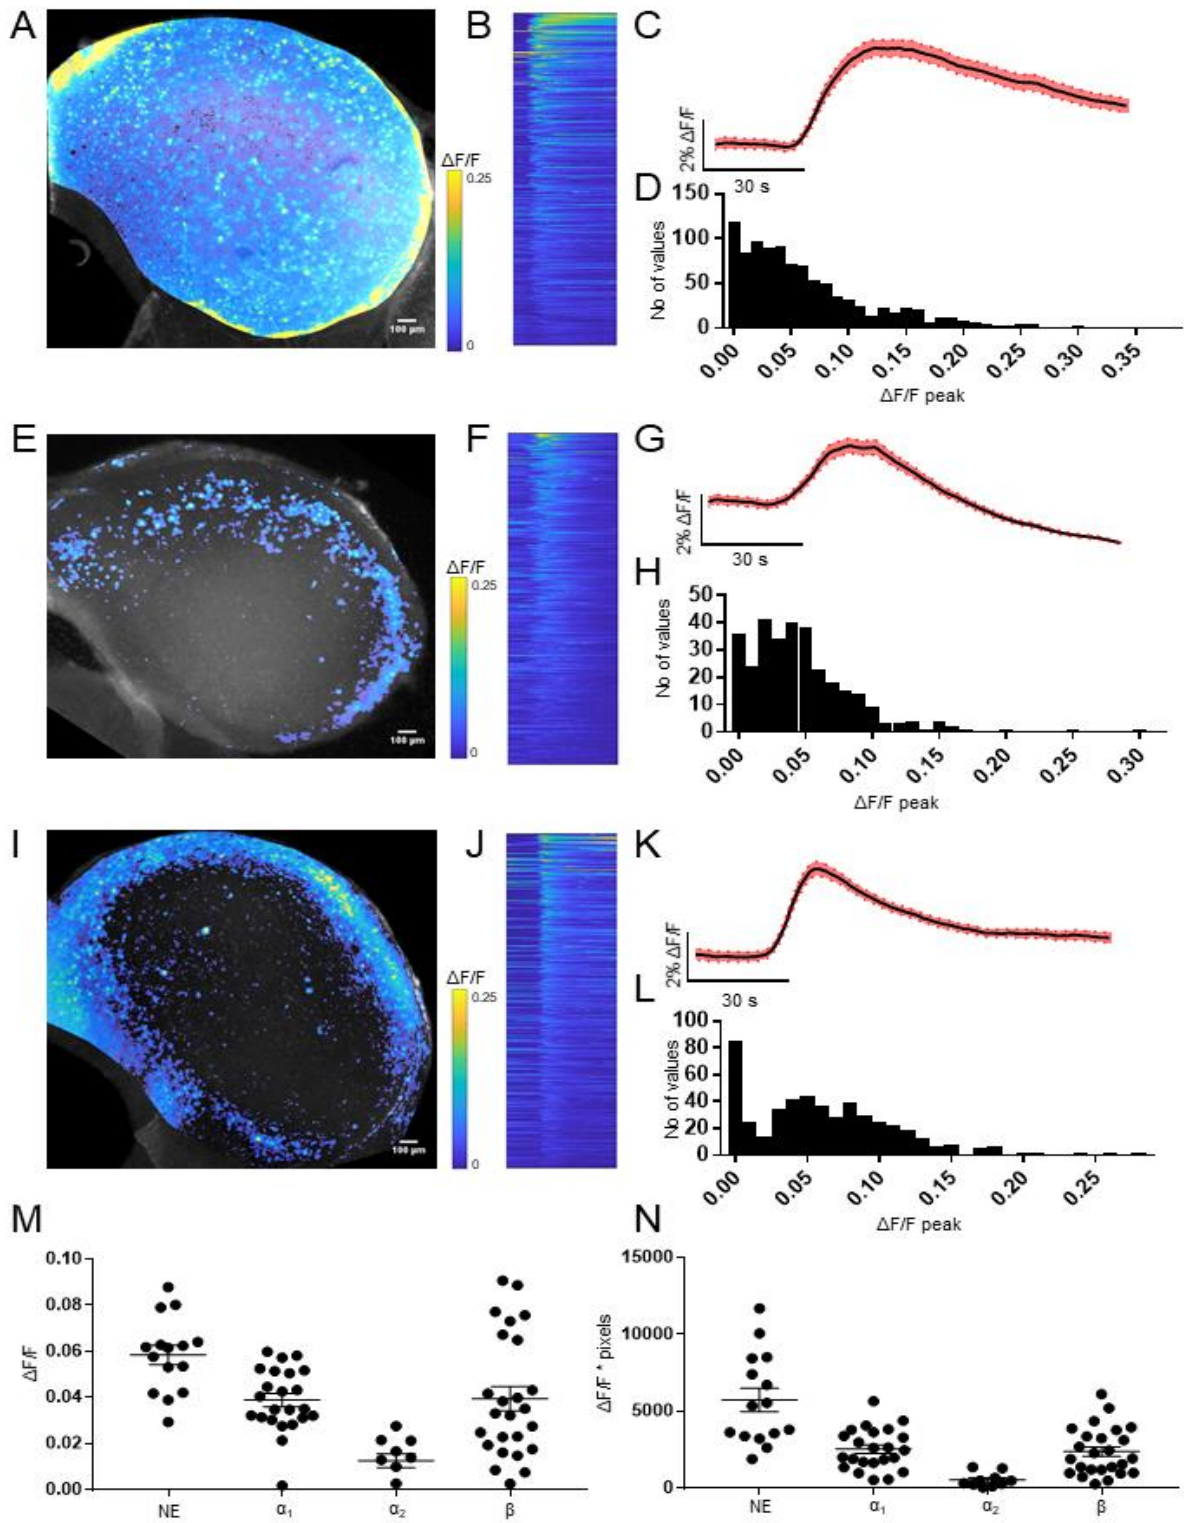 A
B
C
ΔF/F
0.25
0
100 µm
2% ΔF/F
30 s
D
No of values
150
100
50
0
0.00 0.05 0.10 0.15 0.20 0.25 0.30 0.35
ΔF/F peak
E
F
G
ΔF/F
0.25
0
100 µm
2% ΔF/F
30 s
H
No of values
50
40
30
20
10
0
0.00 0.05 0.10 0.15 0.20 0.25 0.30
ΔF/F peak
I
J
K
ΔF/F
0.25
0
100 µm
2% ΔF/F
30 s
L
No of values
100
80
60
40
20
0
0.00 0.05 0.10 0.15 0.20 0.25
ΔF/F peak
M
ΔF/F
0.10
0.08
0.06
0.04
0.02
0.00
NE α₁ α₂ β
N
ΔF/F * pixels
15000
10000
5000
0
NE α₁ α₂ β